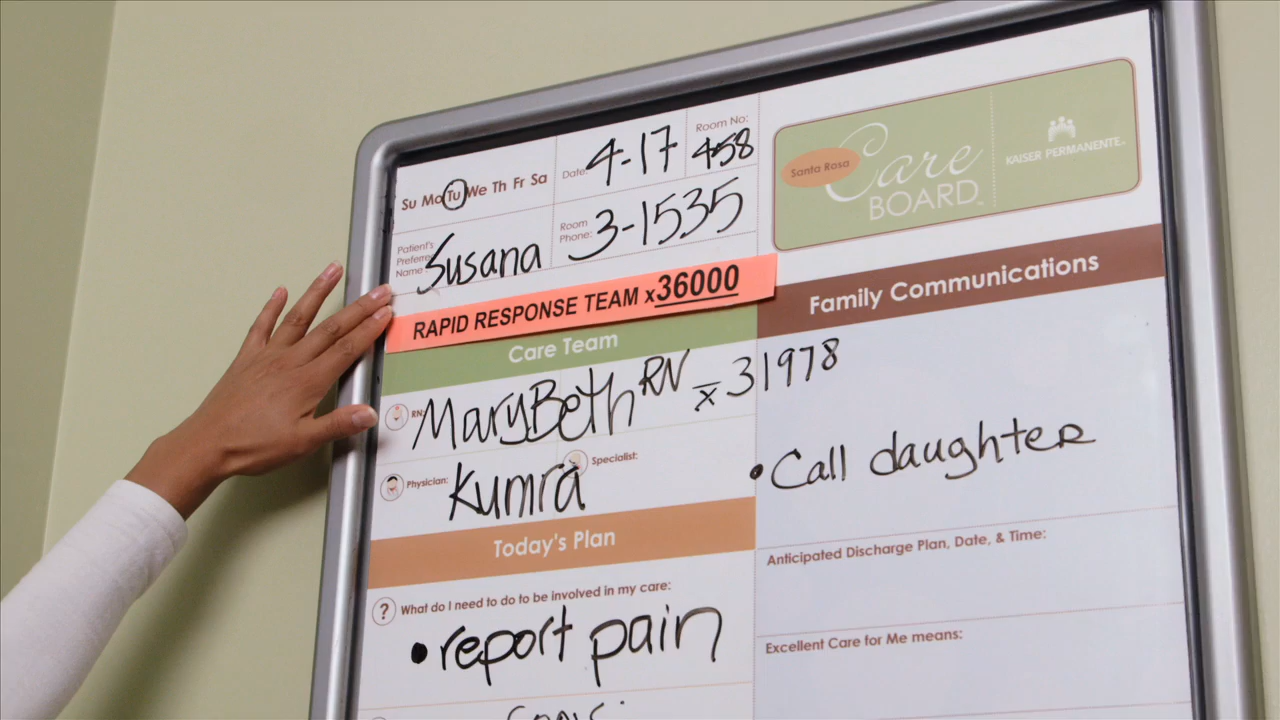 Su Mo Tu We Th Fr Sa
Date: 4-17
Room No: 458
Patient's Preferred Name: Susana
Room Phone: 3-1535
Santa Rosa
Care BOARD
KAISER PERMANENTE
RAPID RESPONSE TEAM x36000
Care Team
RN: MaryBeth RN x 31978
Physician: Kumra
Specialist:
Today's Plan
What do I need to do to be involved in my care:
• report pain
Family Communications
• Call daughter
Anticipated Discharge Plan, Date, & Time:
Excellent Care for Me means: